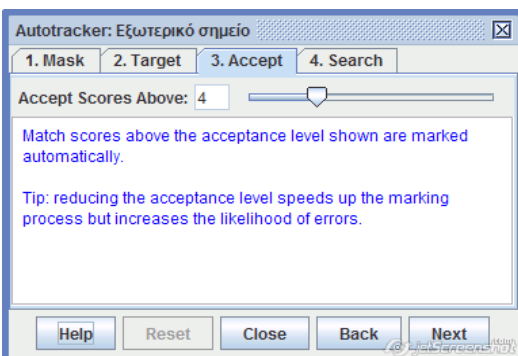 Autotracker: Εξωτερικό σημείο
1. Mask 2. Target 3. Accept 4. Search
Accept Scores Above: 4
Match scores above the acceptance level shown are marked
automatically.
Tip: reducing the acceptance level speeds up the marking
process but increases the likelihood of errors.
Help Reset Close Back Next
jetScreenshot